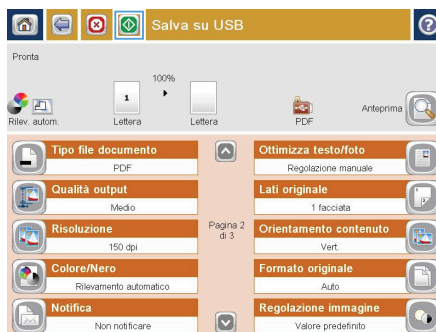 Salva su USB
Pronta
100%
1
Rilev. autom.
Lettera
Lettera
PDF
Anteprima
Tipo file documento
PDF
Ottimizza testo/foto
Regolazione manuale
Qualità output
Medio
Lati originale
1 facciata
Risoluzione
150 dpi
Pagina 2
di 3
Orientamento contenuto
Vert.
Colore/Nero
Rilevamento automatico
Formato originale
Auto
Notifica
Non notificare
Regolazione immagine
Valore predefinito